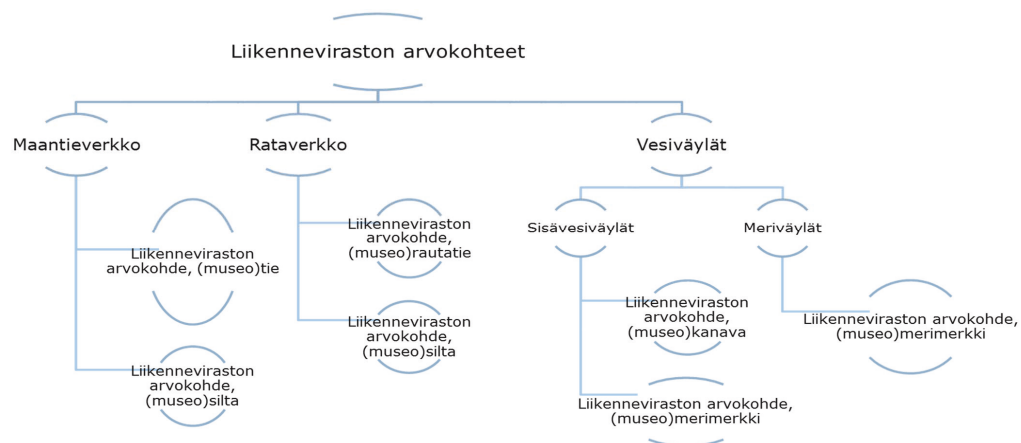 Liikenneviraston arvokohteet
Maantieverkko
Liikenneviraston
arvokohde, (museo)tie
Liikenneviraston
arvokohde,
(museo)silta
Rataverkko
Liikenneviraston
arvokohde,
(museo)rautatie
Liikenneviraston
arvokohde,
(museo)silta
Vesiväylät
Sisävesiväylät
Liikenneviraston
arvokohde,
(museo)kanava
Liikenneviraston arvokohde,
(museo)merimerkki
Meriväylät
Liikenneviraston arvokohde,
(museo)merimerkki